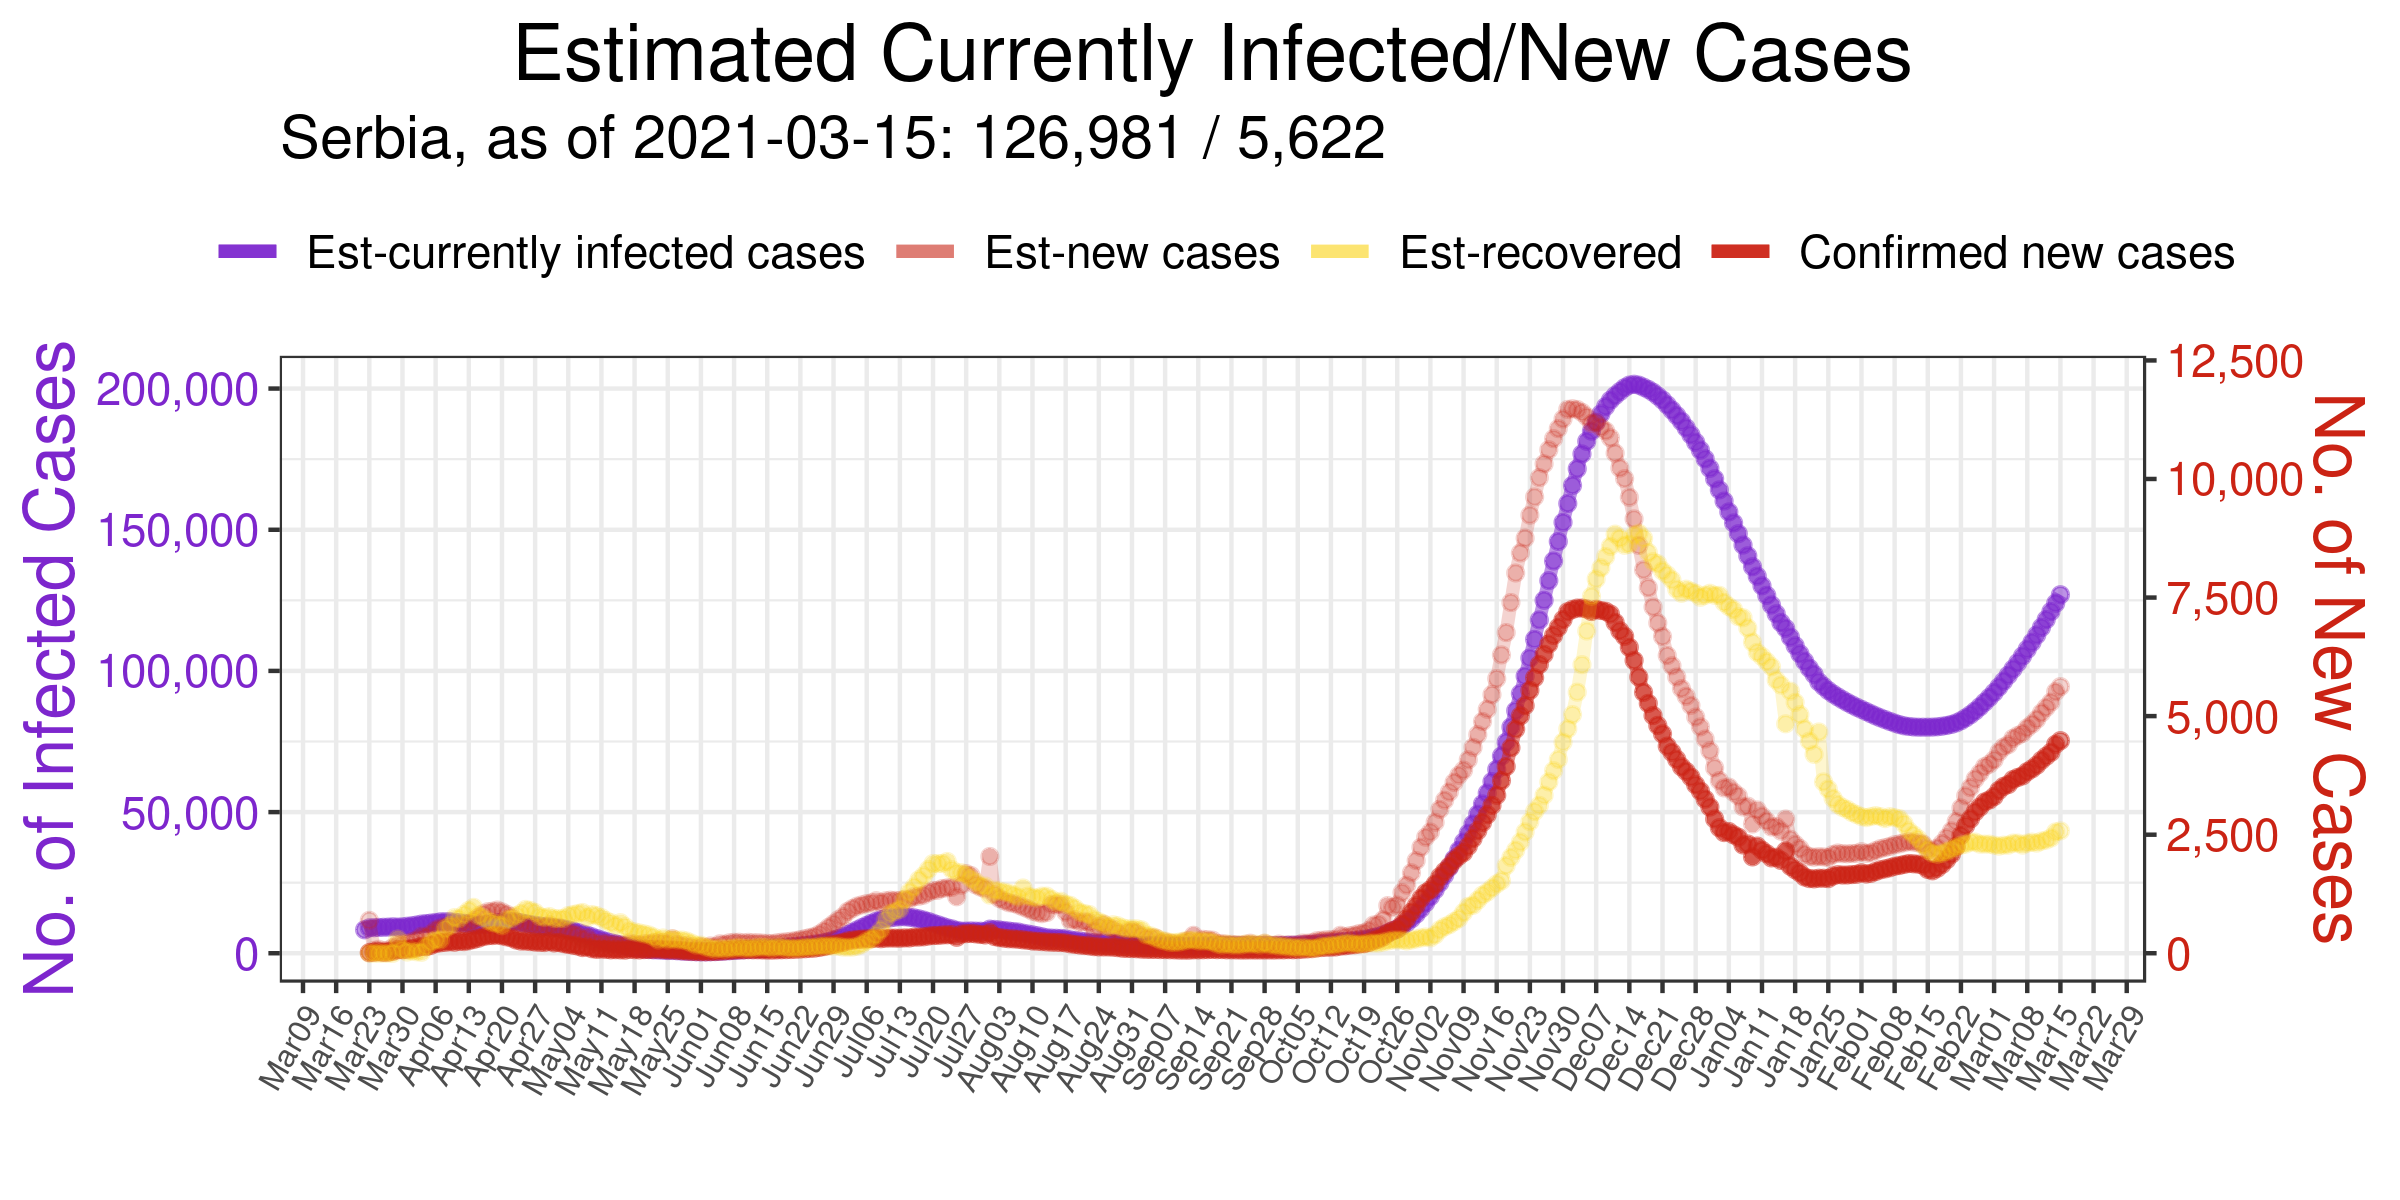 Estimated Currently Infected/New Cases
Serbia, as of 2021-03-15: 126,981 / 5,622
Est-currently infected cases Est-new cases Est-recovered Confirmed new cases
No. of Infected Cases
200,000
150,000
100,000
50,000
0
12,500
10,000
7,500
5,000
2,500
0
No. of New Cases
Mar09 Mar16 Mar23 Mar30 Apr06 Apr13 Apr20 Apr27 May04 May11 May18 May25 Jun01 Jun08 Jun15 Jun22 Jun29 Jul06 Jul13 Jul20 Jul27 Aug03 Aug10 Aug17 Aug24 Aug31 Sep07 Sep14 Sep21 Sep28 Oct05 Oct12 Oct19 Oct26 Nov02 Nov09 Nov16 Nov23 Nov30 Dec07 Dec14 Dec21 Dec28 Jan04 Jan11 Jan18 Jan25 Feb01 Feb08 Feb15 Feb22 Mar01 Mar08 Mar15 Mar22 Mar29